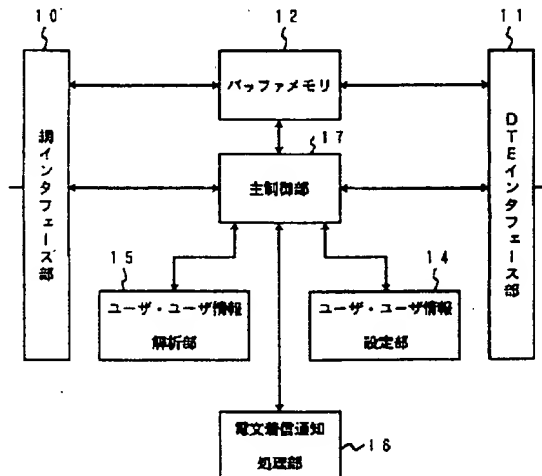 10
12
11
バッファメモリ
網インタフェース部
DTEインタフェース部
17
主制御部
15
14
ユーザ・ユーザ情報
解析部
ユーザ・ユーザ情報
設定部
電文着信通知
処理部
16